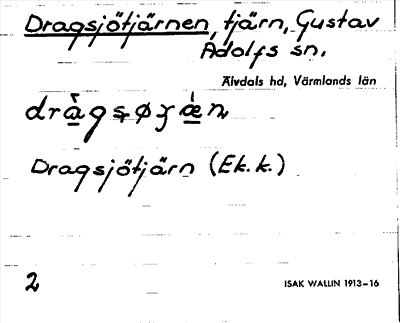 Dragsjötjärnen, tjärn, Gustav
Adolfs sn.
Älvdals hd, Värmlands län
Dragsjötjärn (Ek.k.)
2
ISAK WALLIN 1913–16